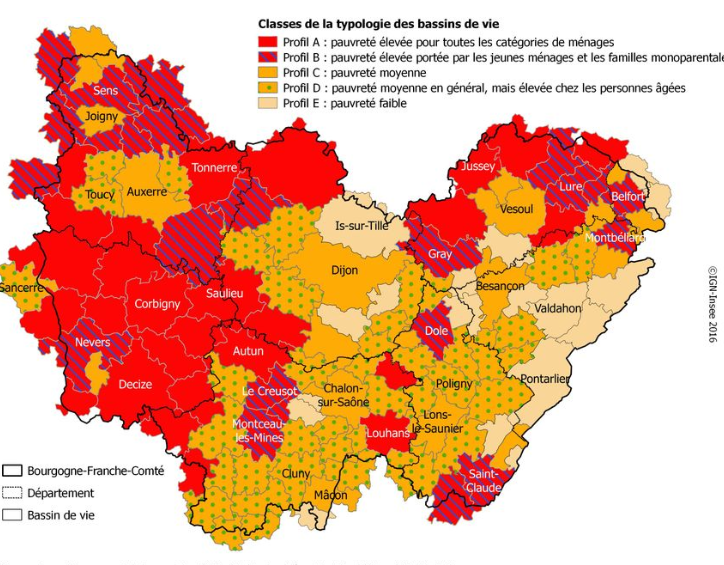 Classes de la typologie des bassins de vie
Profil A : pauvreté élevée pour toutes les catégories de ménages
Profil B : pauvreté élevée portée par les jeunes ménages et les familles monoparentale
Profil C : pauvreté moyenne
Profil D : pauvreté moyenne en général, mais élevée chez les personnes âgées
Profil E : pauvreté faible
Sens
Joigny
Tonnerre
Toucy
Auxerre
Jussey
Lure
Belfort
Vesoul
Is-sur-Tille
Montbéliard
Gray
Sancerre
Dijon
Besançon
Saulieu
Corbigny
Valdahon
Dole
Nevers
Autun
Decize
Le Creusot
Chalon-
sur-Saône
Poligny
Pontarlier
Montceau-
les-Mines
Louhans
Lons-
le-Saunier
Cluny
Saint-
Claude
Mâcon
Bourgogne-Franche-Comté
Département
Bassin de vie
©IGN-Insee 2016